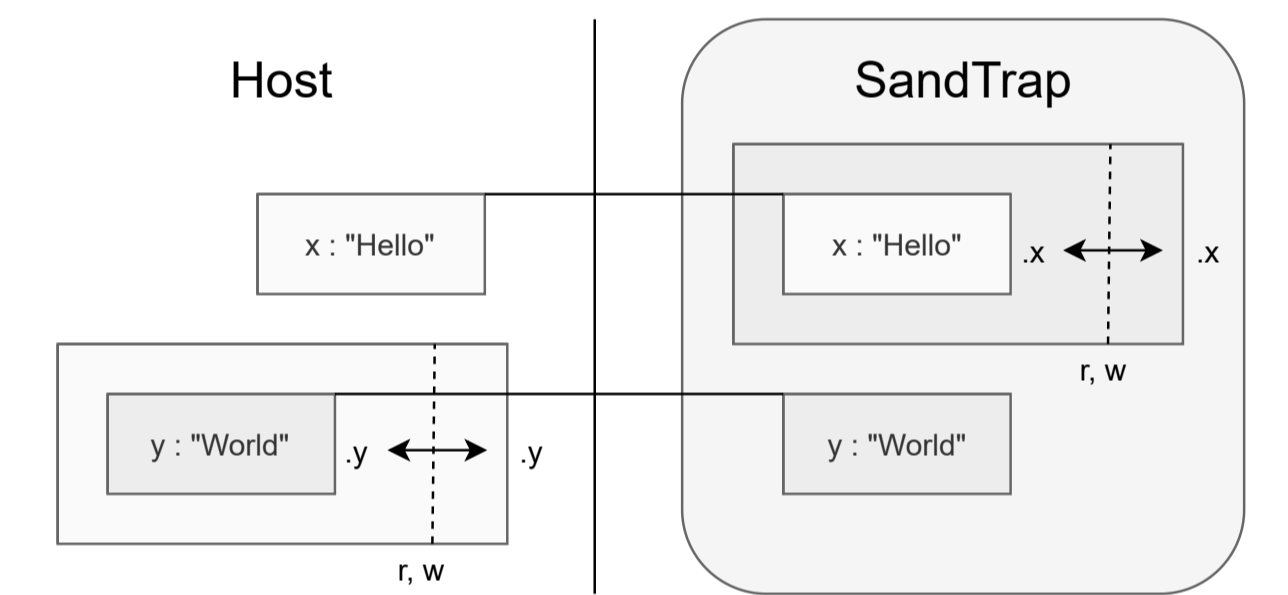 Host
SandTrap
x : "Hello"
x : "Hello"
.x
.x
r, w
y : "World"
.y
.y
y : "World"
r, w